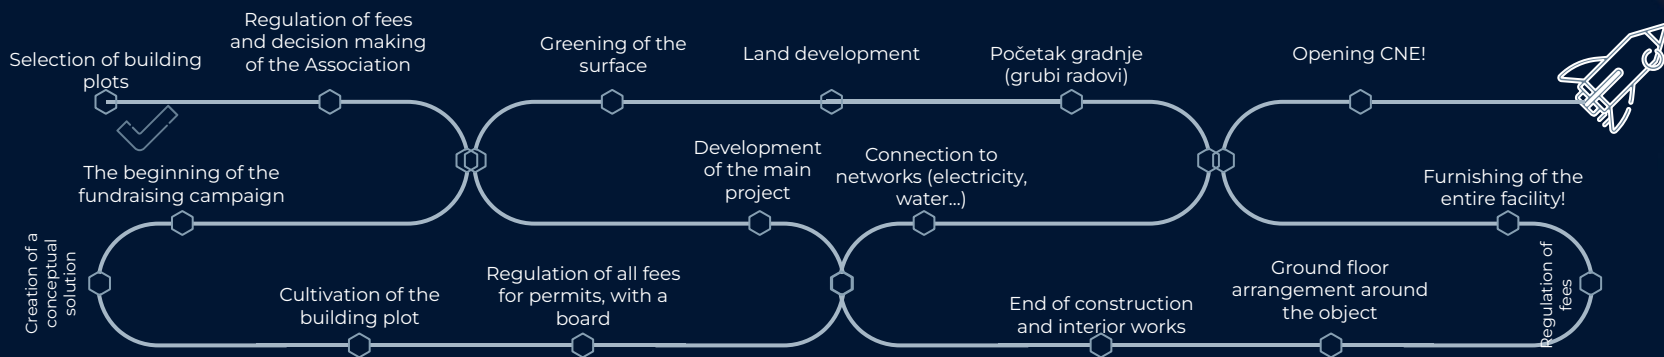 Selection of building
plots
Regulation of fees
and decision making
of the Association
Greening of the
surface
Land development
Početak gradnje
(grubi radovi)
Opening CNE!
The beginning of the
fundraising campaign
Development
of the main
project
Connection to
networks (electricity,
water...)
Furnishing of the
entire facility!
Creation of a
conceptual
solution
Cultivation of the
building plot
Regulation of all fees
for permits, with a
board
End of construction
and interior works
Ground floor
arrangement around
the object
Regulation of
fees